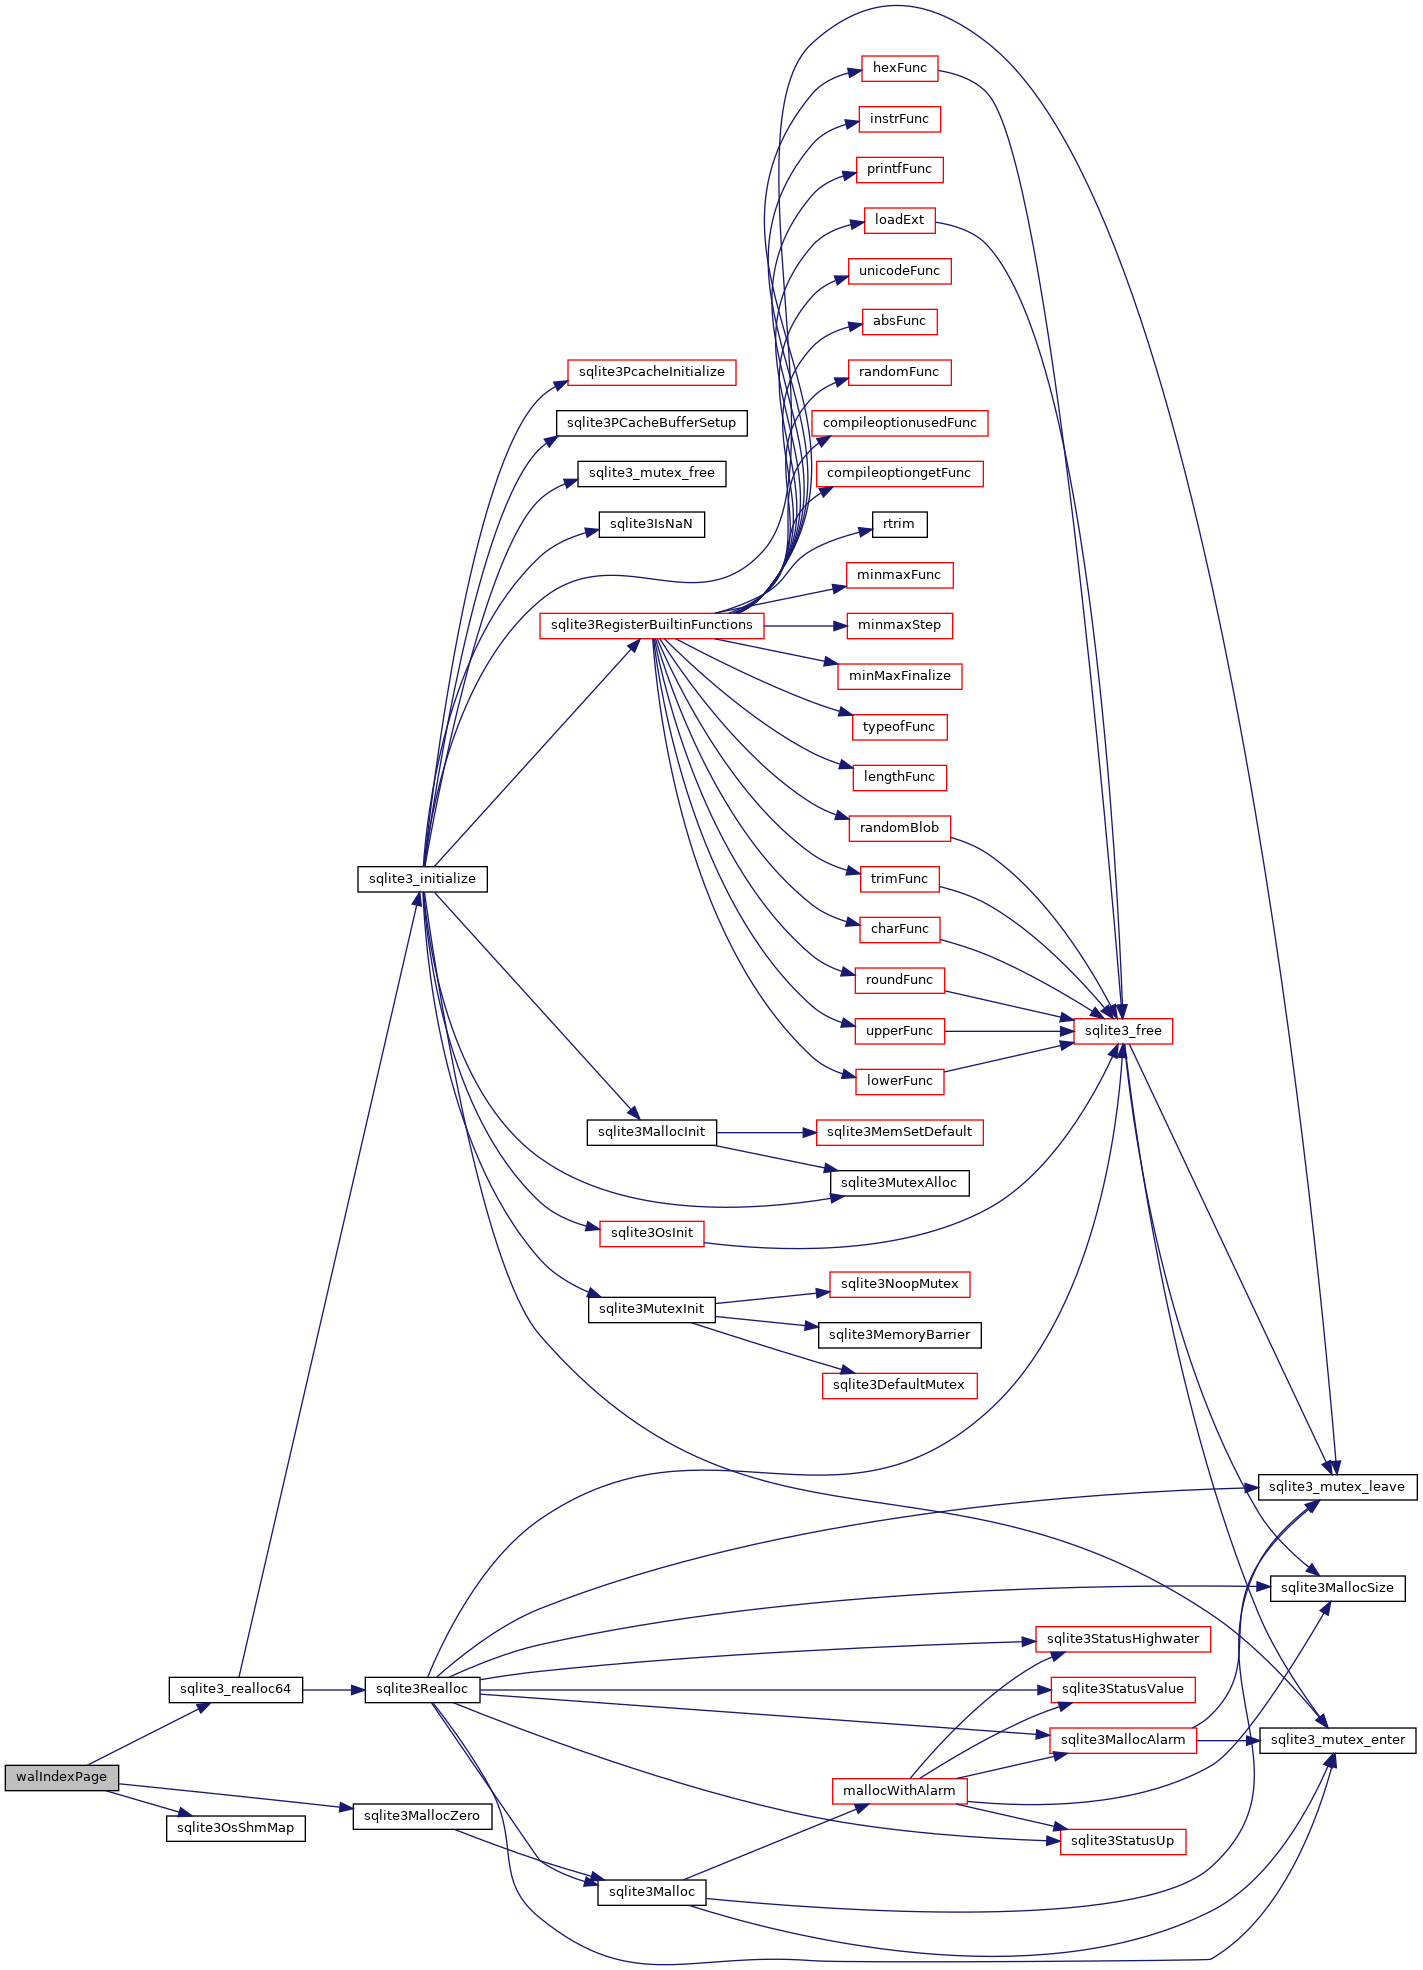 hexFunc
instrFunc
printfFunc
loadExt
unicodeFunc
absFunc
sqlite3PcacheInitialize
randomFunc
sqlite3PCacheBufferSetup
compileoptionusedFunc
sqlite3_mutex_free
compileoptiongetFunc
sqlite3IsNaN
rtrim
minmaxFunc
sqlite3RegisterBuiltinFunctions
minmaxStep
minMaxFinalize
typeofFunc
lengthFunc
randomBlob
sqlite3_initialize
trimFunc
charFunc
roundFunc
upperFunc
sqlite3_free
lowerFunc
sqlite3MallocInit
sqlite3MemSetDefault
sqlite3MutexAlloc
sqlite3OsInit
sqlite3NoopMutex
sqlite3MutexInit
sqlite3MemoryBarrier
sqlite3DefaultMutex
sqlite3_mutex_leave
sqlite3MallocSize
sqlite3StatusHighwater
sqlite3_realloc64
sqlite3Realloc
sqlite3StatusValue
sqlite3MallocAlarm
sqlite3_mutex_enter
walIndexPage
mallocWithAlarm
sqlite3MallocZero
sqlite3OsShmMap
sqlite3StatusUp
sqlite3Malloc